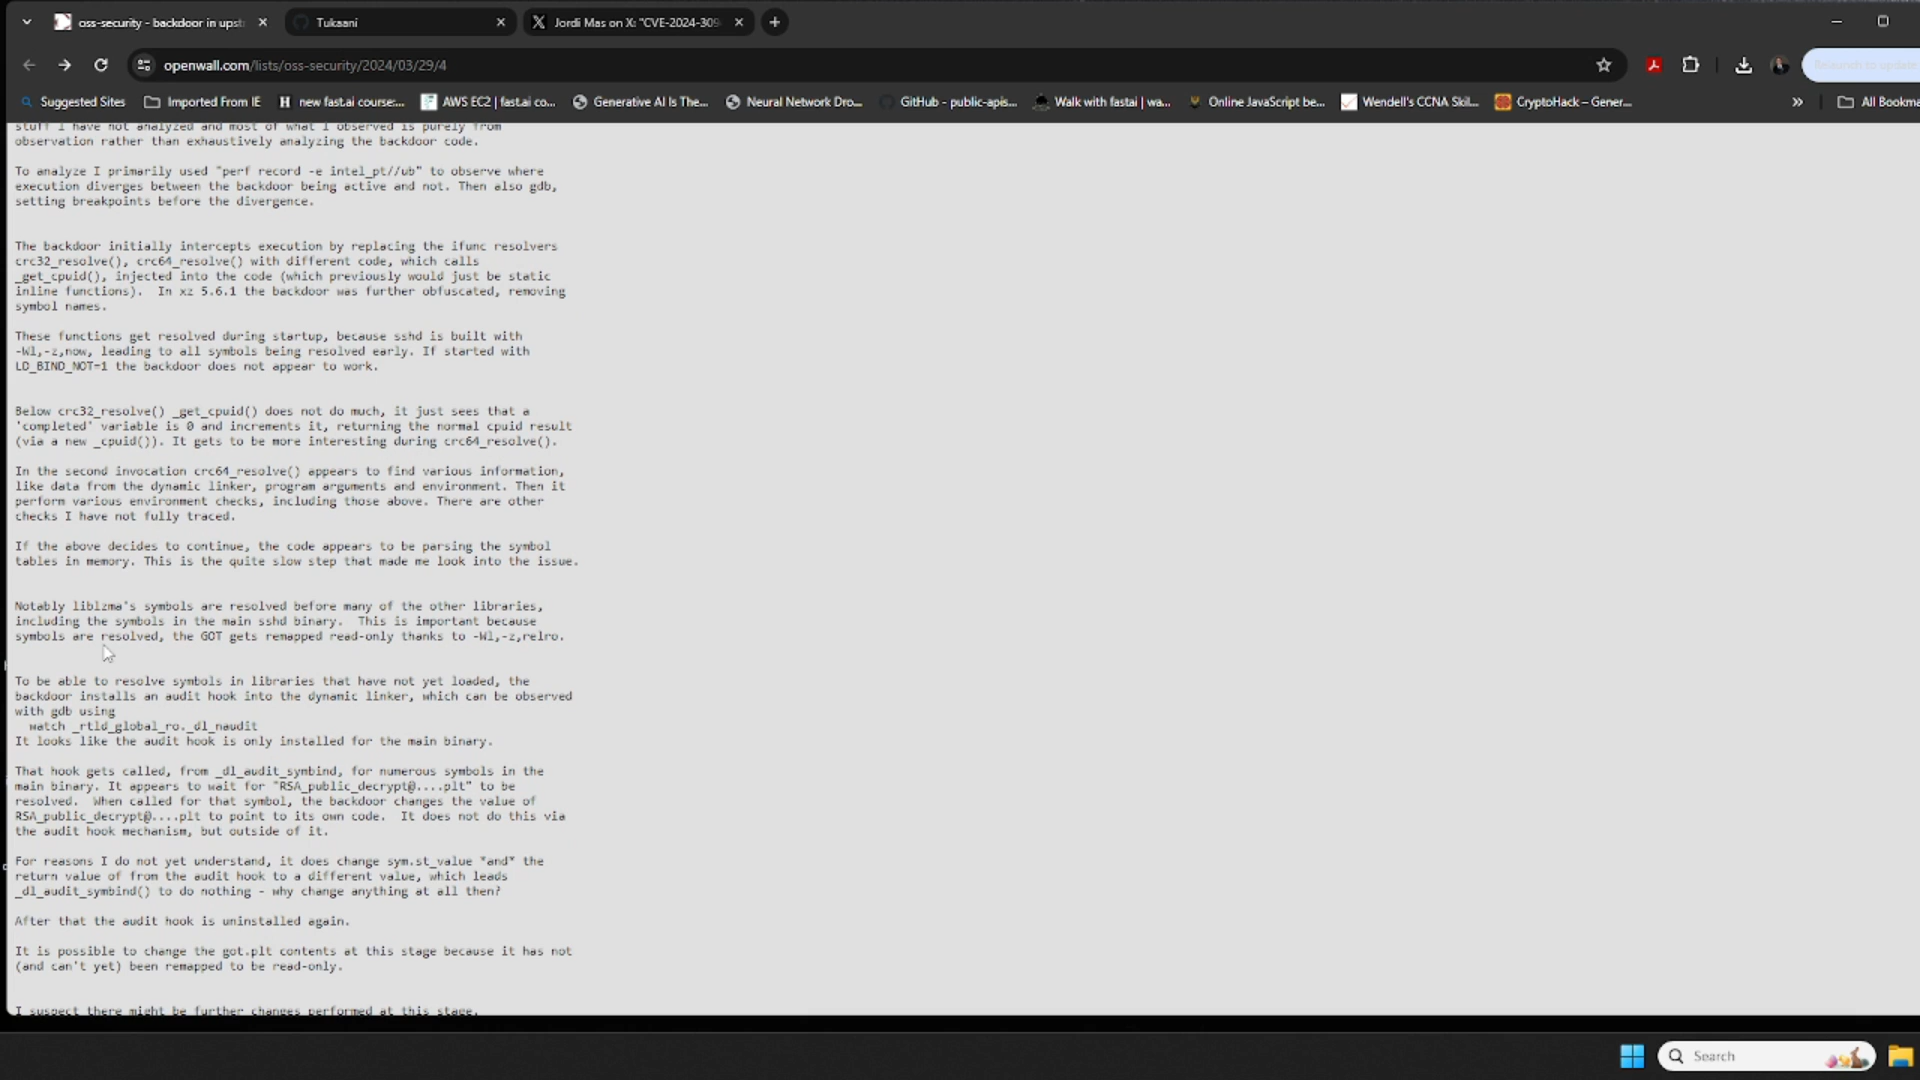 oss-security - backdoor in upst
Tukaani
Jordi Mas on X: "CVE-2024-309
openwall.com/lists/oss-security/2024/03/29/4
Suggested Sites
Imported From IE
new fast.ai course:...
AWS EC2 | fast.ai co...
Generative AI Is The...
Neural Network Dro...
GitHub - public-apis...
Walk with fastai | wa...
Online JavaScript be...
Wendell's CCNA Skil...
CryptoHack – Gener...
»
All Bookma
stuff I have not analyzed and most of what I observed is purely from
observation rather than exhaustively analyzing the backdoor code.
To analyze I primarily used "perf record -e intel_pt//ub" to observe where
execution diverges between the backdoor being active and not. Then also gdb,
setting breakpoints before the divergence.
The backdoor initially intercepts execution by replacing the ifunc resolvers
crc32_resolve(), crc64_resolve() with different code, which calls
_get_cpuid(), injected into the code (which previously would just be static
inline functions).  In xz 5.6.1 the backdoor was further obfuscated, removing
symbol names.
These functions get resolved during startup, because sshd is built with
-Wl,-z,now, leading to all symbols being resolved early. If started with
LD_BIND_NOT=1 the backdoor does not appear to work.
Below crc32_resolve() _get_cpuid() does not do much, it just sees that a
'completed' variable is 0 and increments it, returning the normal cpuid result
(via a new _cpuid()). It gets to be more interesting during crc64_resolve().
In the second invocation crc64_resolve() appears to find various information,
like data from the dynamic linker, program arguments and environment. Then it
perform various environment checks, including those above. There are other
checks I have not fully traced.
If the above decides to continue, the code appears to be parsing the symbol
tables in memory. This is the quite slow step that made me look into the issue.
Notably liblzma's symbols are resolved before many of the other libraries,
including the symbols in the main sshd binary.  This is important because
symbols are resolved, the GOT gets remapped read-only thanks to -Wl,-z,relro.
To be able to resolve symbols in libraries that have not yet loaded, the
backdoor installs an audit hook into the dynamic linker, which can be observed
with gdb using
watch _rtld_global_ro._dl_naudit
It looks like the audit hook is only installed for the main binary.
That hook gets called, from _dl_audit_symbind, for numerous symbols in the
main binary. It appears to wait for "RSA_public_decrypt@....plt" to be
resolved.  When called for that symbol, the backdoor changes the value of
RSA_public_decrypt@....plt to point to its own code.  It does not do this via
the audit hook mechanism, but outside of it.
For reasons I do not yet understand, it does change sym.st_value *and* the
return value of from the audit hook to a different value, which leads
_dl_audit_symbind() to do nothing - why change anything at all then?
After that the audit hook is uninstalled again.
It is possible to change the got.plt contents at this stage because it has not
(and can't yet) been remapped to be read-only.
I suspect there might be further changes performed at this stage.
Search